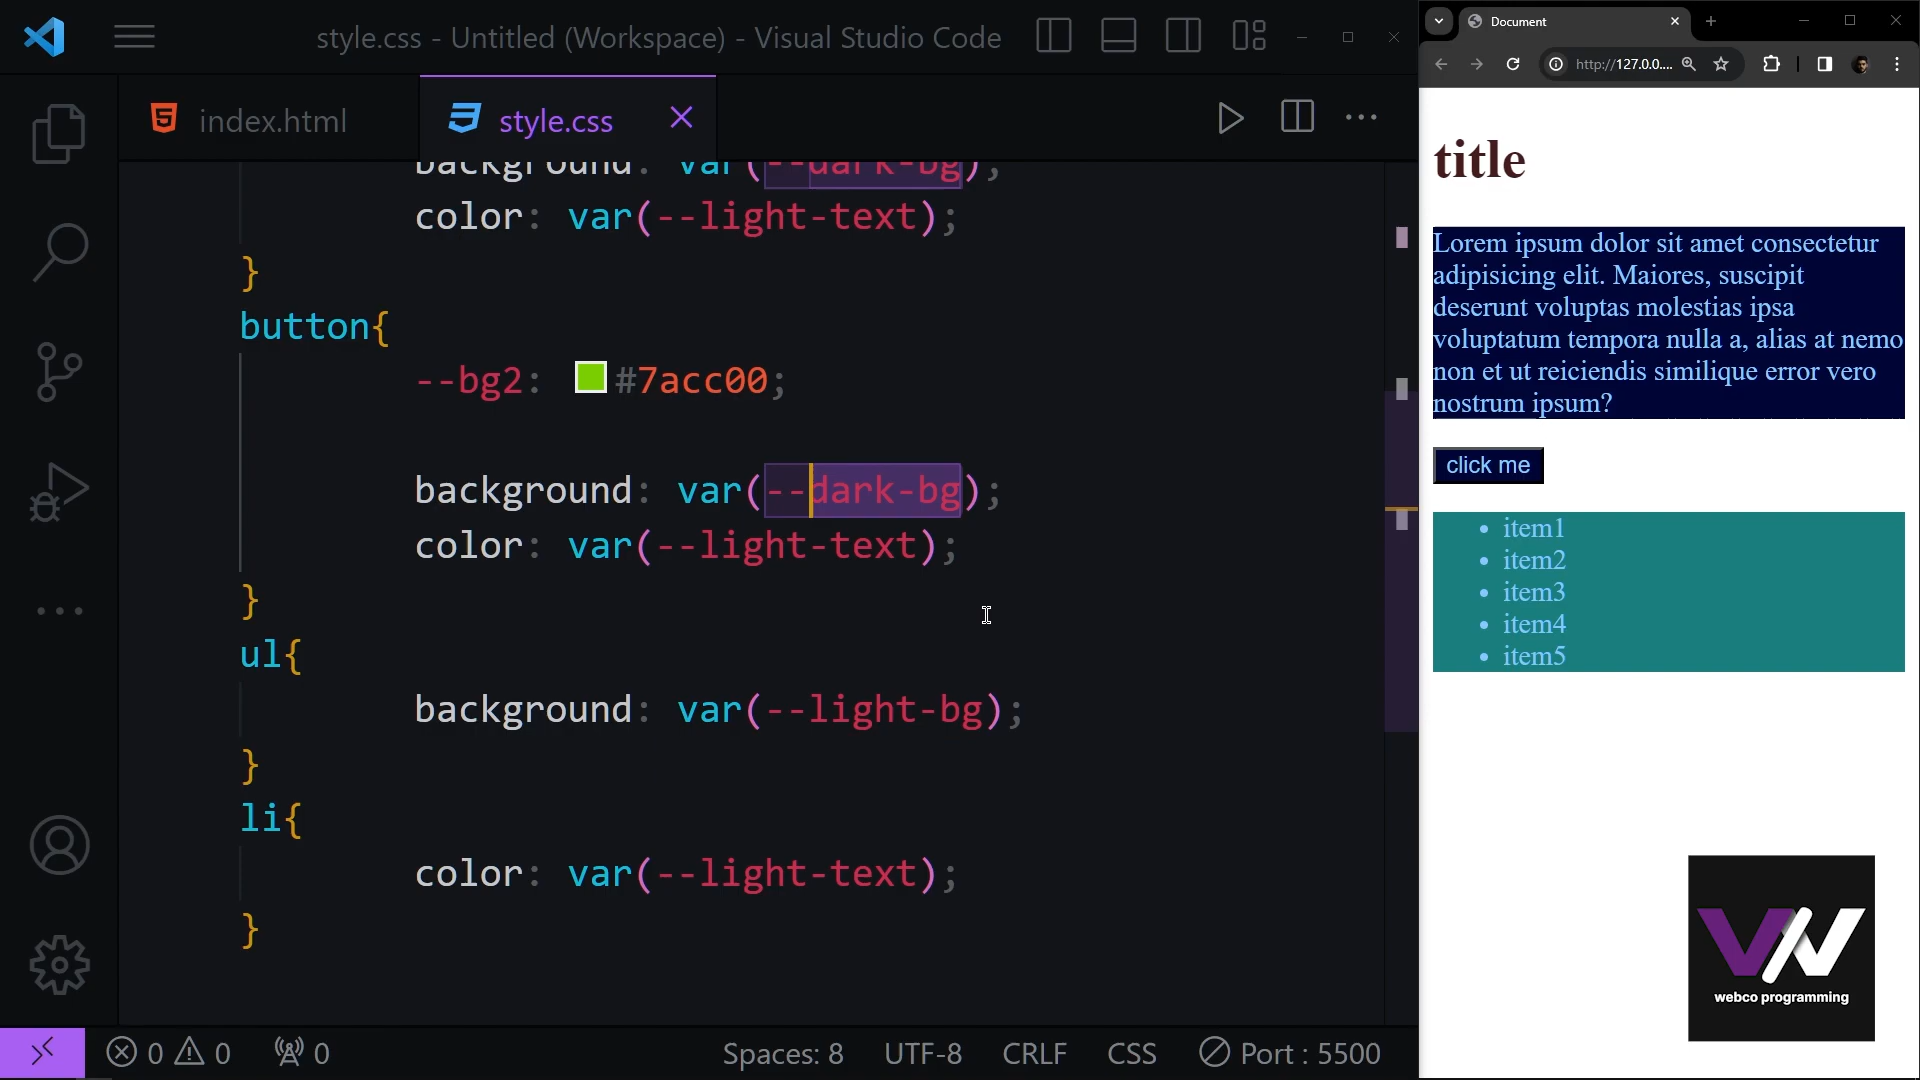 style.css - Untitled (Workspace) - Visual Studio Code
index.html
style.css
background: var(--dark-bg);
color: var(--light-text);
}
button{
--bg2: #7acc00;
background: var(--dark-bg);
color: var(--light-text);
}
ul{
background: var(--light-bg);
}
li{
color: var(--light-text);
}
0 0 0 Spaces: 8 UTF-8 CRLF CSS Port : 5500
Document
http://127.0.0....
title
Lorem ipsum dolor sit amet consectetur
adipisicing elit. Maiores, suscipit
deserunt voluptas molestias ipsa
voluptatum tempora nulla a, alias at nemo
non et ut reiciendis similique error vero
nostrum ipsum?
click me
• item1
• item2
• item3
• item4
• item5
webco programming